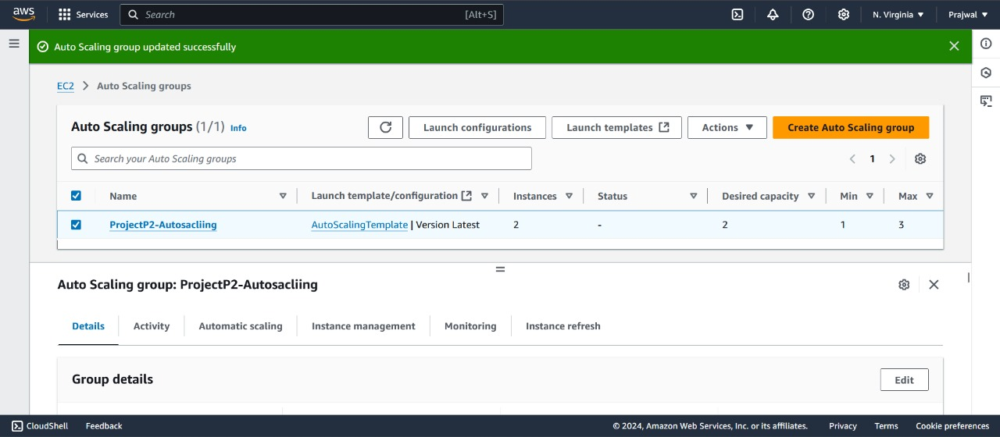 aws Services Search [Alt+S] N. Virginia Prajwal
Auto Scaling group updated successfully
EC2 Auto Scaling groups
Auto Scaling groups (1/1) Info Launch configurations Launch templates Actions Create Auto Scaling group
Search your Auto Scaling groups 1
Name Launch template/configuration Instances Status Desired capacity Min Max
ProjectP2-Autosacliing AutoScalingTemplate | Version Latest 2 - 2 1 3
Auto Scaling group: ProjectP2-Autosacliing
Details Activity Automatic scaling Instance management Monitoring Instance refresh
Group details Edit
CloudShell Feedback © 2024, Amazon Web Services, Inc. or its affiliates. Privacy Terms Cookie preferences